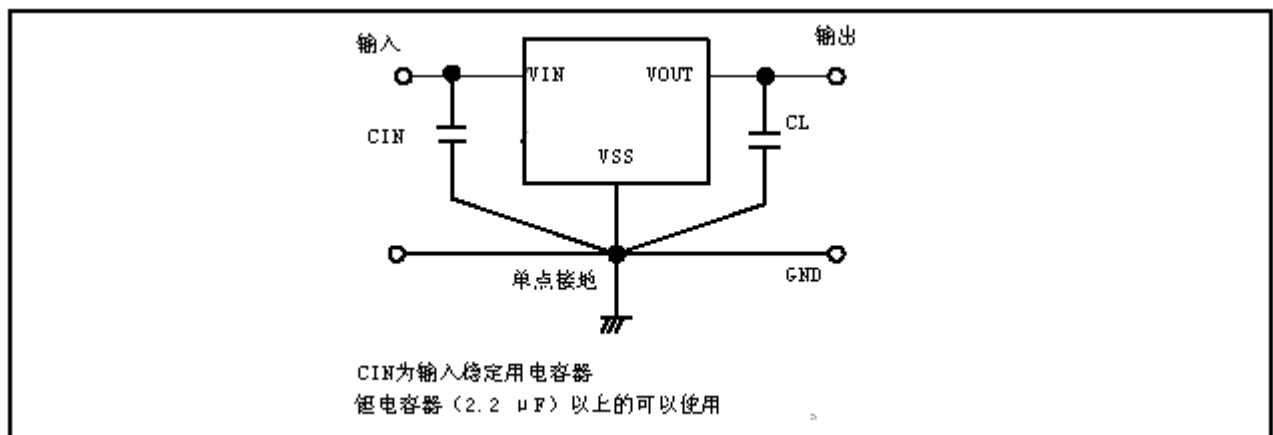 输入
输出
VIN
VOUT
CIN
CL
VSS
单点接地
GND
CIN为输入稳定用电容器
钽电容器（2.2 μF）以上的可以使用